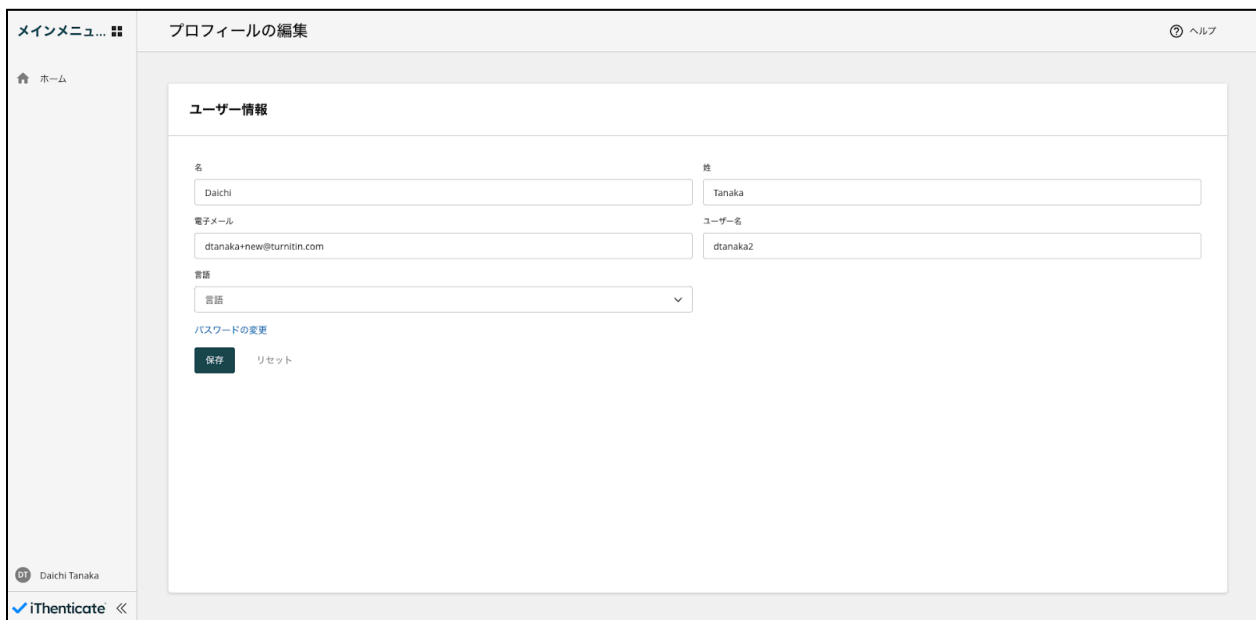 メインメニュ...
プロフィールの編集
ヘルプ
ホーム
ユーザー情報
名
姓
Daichi
Tanaka
電子メール
ユーザー名
dtanaka+new@turnitin.com
dtanaka2
言語
言語
パスワードの変更
保存
リセット
DT
Daichi Tanaka
iThenticate